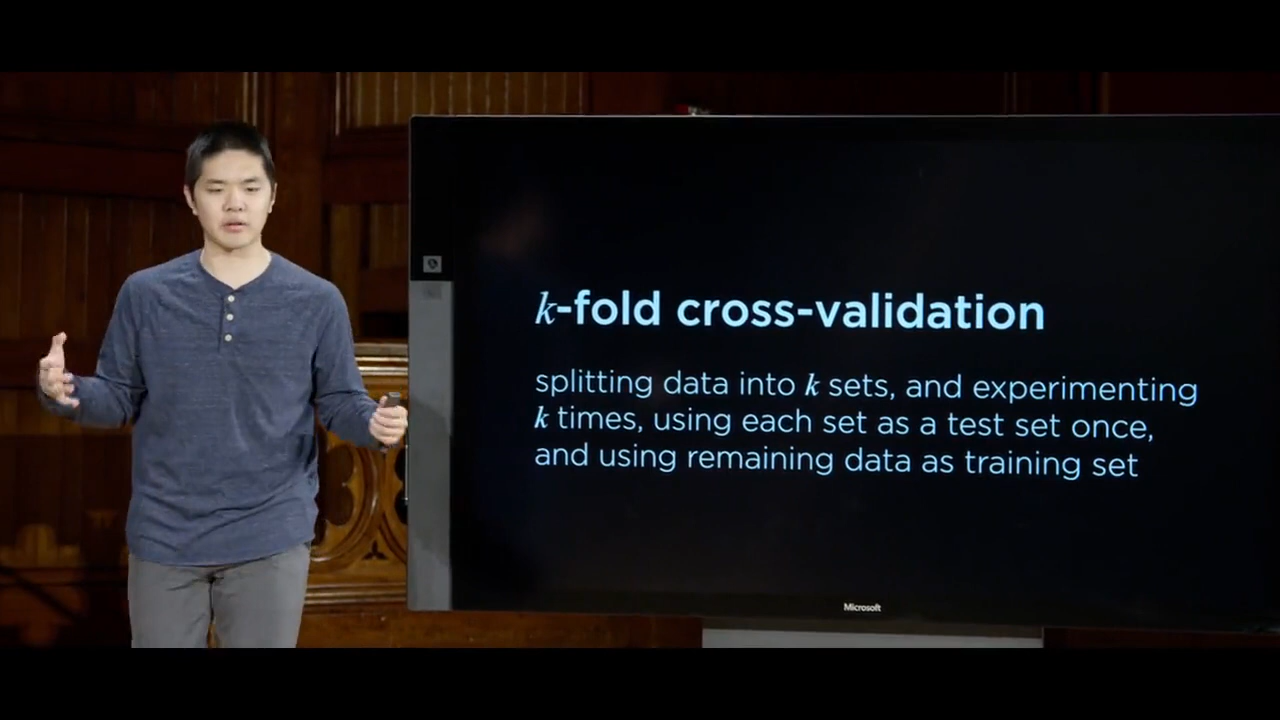 k-fold cross-validation
splitting data into k sets, and experimenting
k times, using each set as a test set once,
and using remaining data as training set
Microsoft